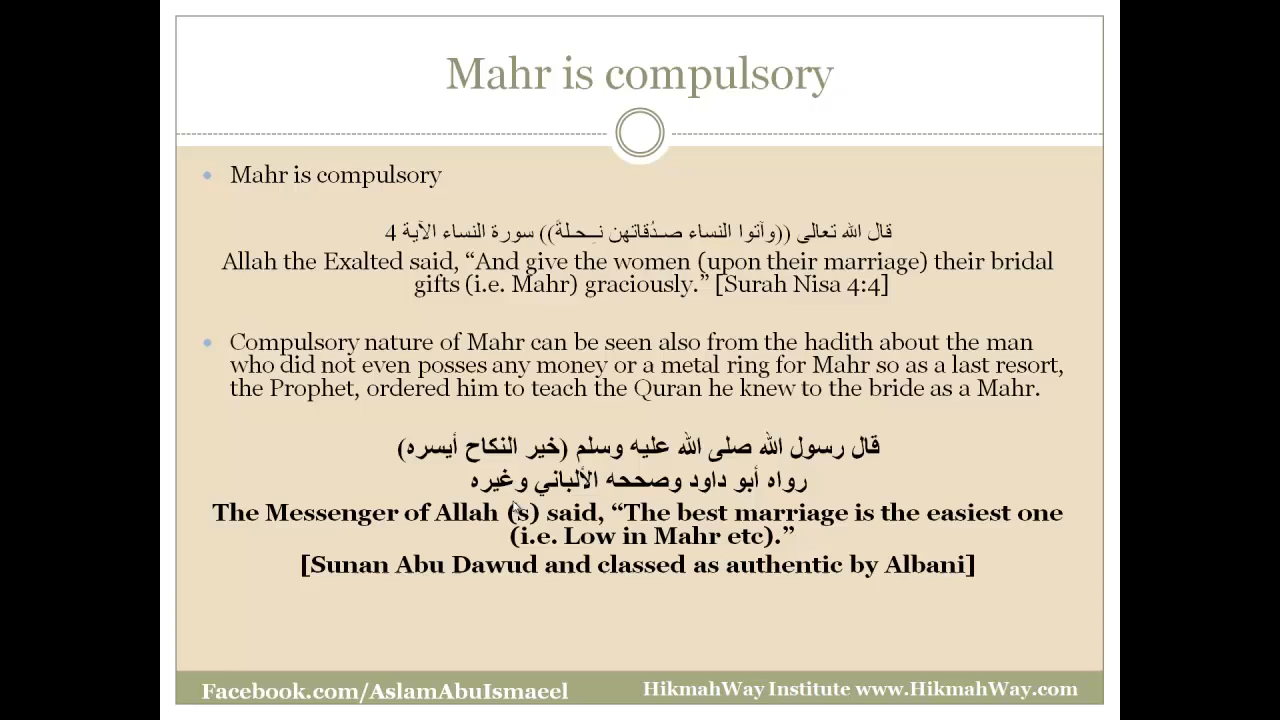 Mahr is compulsory
Mahr is compulsory
قال الله تعالى ((وآتوا النساء صـدُقاتهن نـِحـلةً)) سورة النساء الآية 4
Allah the Exalted said, “And give the women (upon their marriage) their bridal
gifts (i.e. Mahr) graciously.” [Surah Nisa 4:4]
Compulsory nature of Mahr can be seen also from the hadith about the man
who did not even posses any money or a metal ring for Mahr so as a last resort,
the Prophet, ordered him to teach the Quran he knew to the bride as a Mahr.
قال رسول الله صلى الله عليه وسلم (خير النكاح أيسره)
رواه أبو داود وصححه الألباني وغيره
The Messenger of Allah (s) said, “The best marriage is the easiest one
(i.e. Low in Mahr etc).”
[Sunan Abu Dawud and classed as authentic by Albani]
Facebook.com/AslamAbuIsmaeel
HikmahWay Institute www.HikmahWay.com